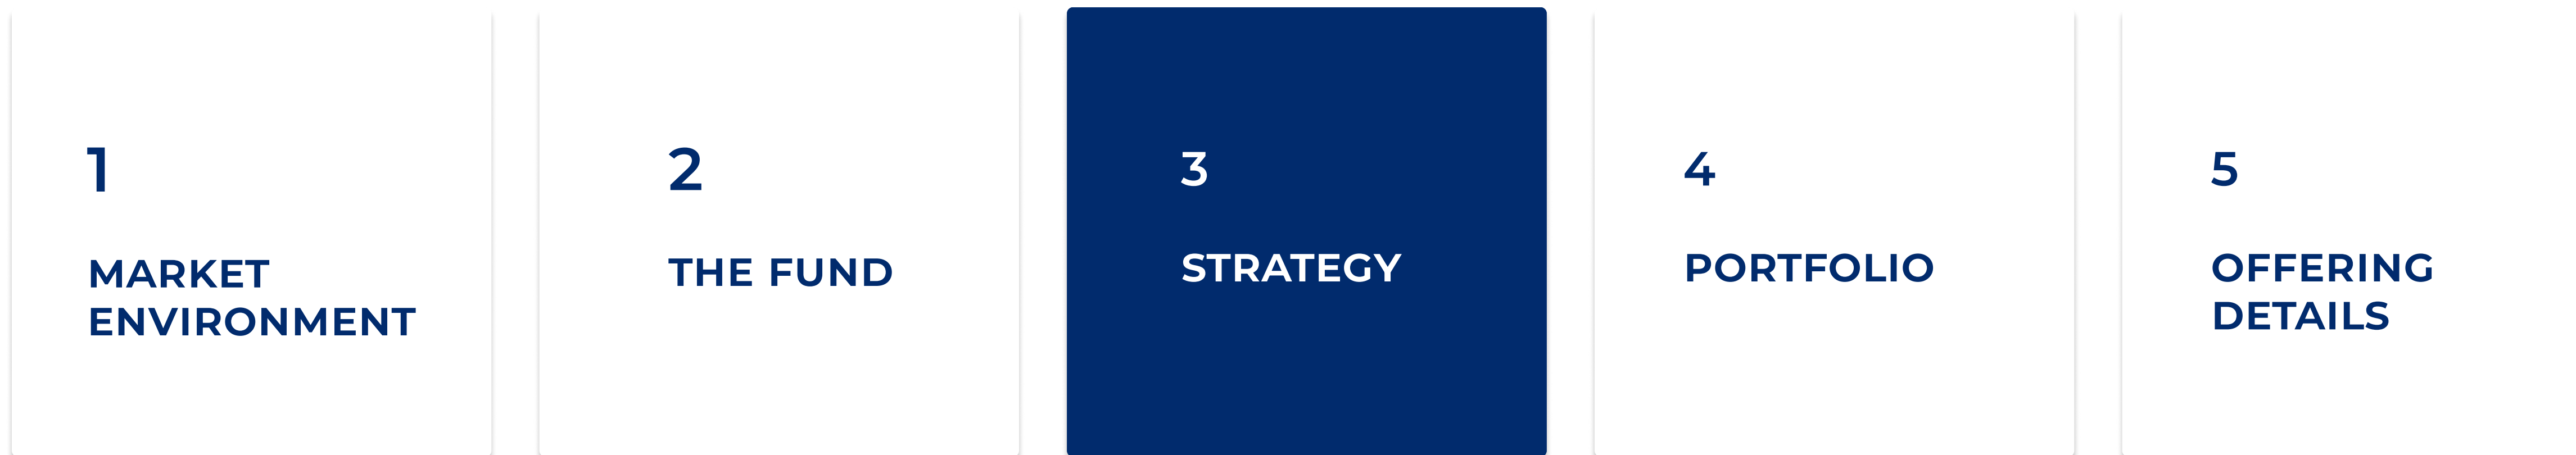 1
MARKET
ENVIRONMENT
2
THE FUND
3
STRATEGY
4
PORTFOLIO
5
OFFERING
DETAILS